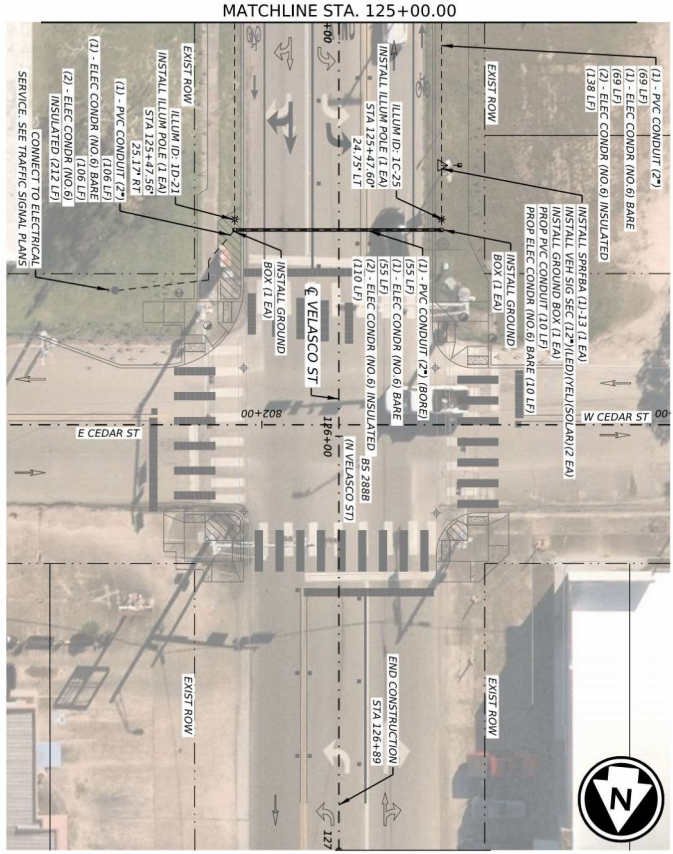 MATCHLINE STA. 125+00.00
(1) - PVC CONDUIT (2")
(69 LF)
(1) - ELEC CONDR (NO.6) BARE
(69 LF)
(2) - ELEC CONDR (NO.6) INSULATED
(138 LF)
EXIST ROW
INSTALL SPRFBA (1)-13 (1 EA)
INSTALL VEH SIG SEC (12")(LED)(YEL)(SOLAR)(2 EA)
INSTALL GROUND BOX (1 EA)
PROP PVC CONDUIT (10 LF)
PROP ELEC CONDR (NO.6) BARE (10 LF)
INSTALL GROUND
BOX (1 EA)
ILLUM ID: 1C-25
INSTALL ILLUM POLE (1 EA)
STA 125+47.60"
24.75" LT
(1) - PVC CONDUIT (2") (BORE)
(55 LF)
(1) - ELEC CONDR (NO.6) BARE
(55 LF)
(2) - ELEC CONDR (NO.6) INSULATED
(110 LF)
+00
EXIST ROW
ILLUM ID: 1D-21
INSTALL ILLUM POLE (1 EA)
STA 125+47.56"
25.17" RT
(1) - PVC CONDUIT (2")
(106 LF)
(1) - ELEC CONDR (NO.6) BARE
(106 LF)
(2) - ELEC CONDR (NO.6)
INSULATED (212 LF)
CONNECT TO ELECTRICAL
SERVICE. SEE TRAFFIC SIGNAL PLANS
INSTALL GROUND
BOX (1 EA)
℄ VELASCO ST
W CEDAR ST
00+
802+00
126+00
E CEDAR ST
BS 288B
(N VELASCO ST)
EXIST ROW
EXIST ROW
END CONSTRUCTION
STA 126+89
127
N